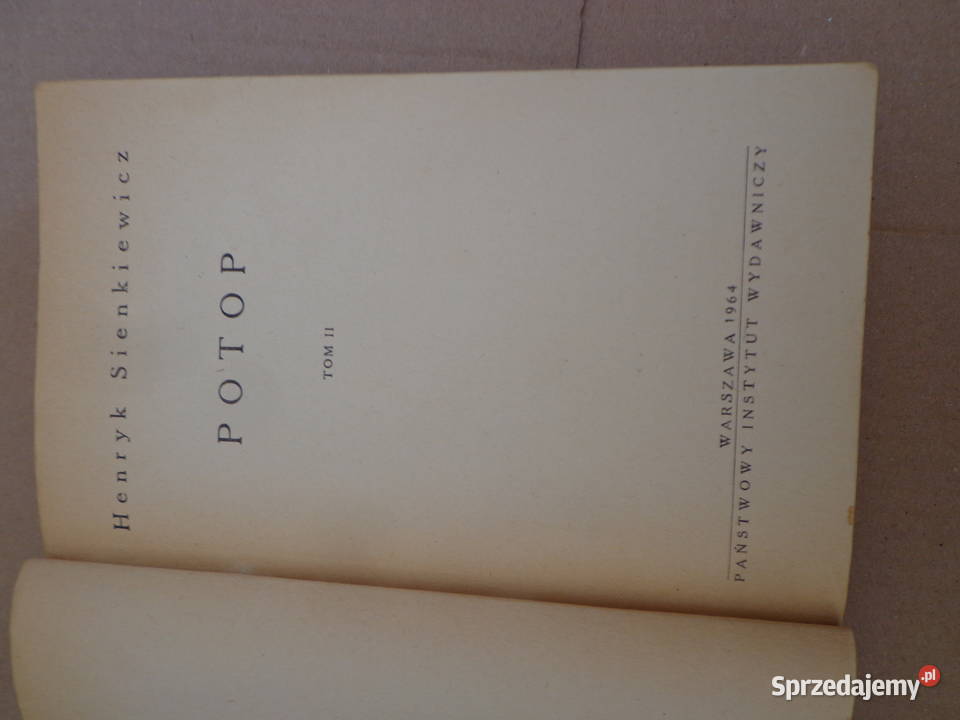 Henryk Sienkiewicz
POTOP
TOM II
WARSZAWA 1964
PAŃSTWOWY INSTYTUT WYDAWNICZY
Sprzedajemy.pl